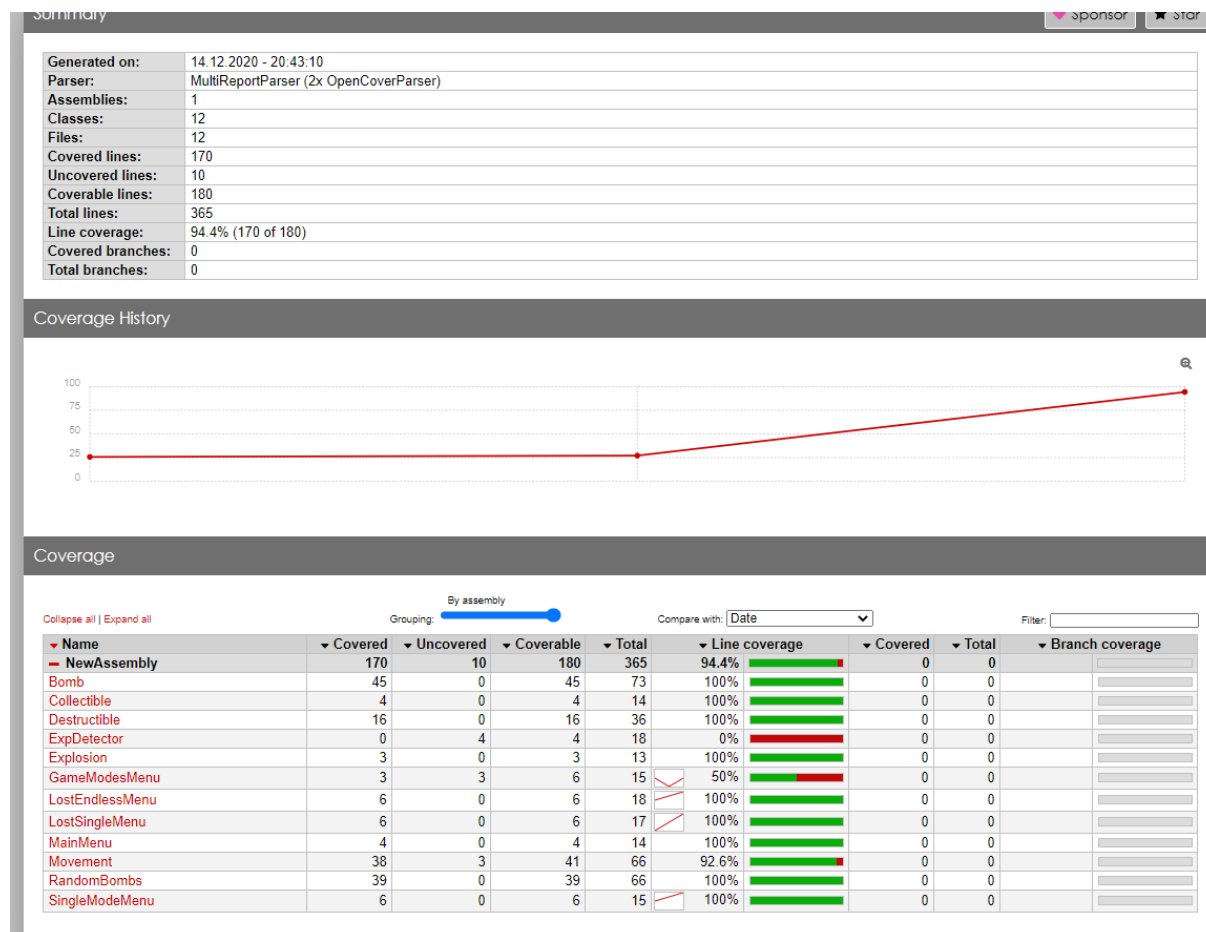 Summary
Sponsor
Star
Generated on: 14.12.2020 - 20:43:10
Parser: MultiReportParser (2x OpenCoverParser)
Assemblies: 1
Classes: 12
Files: 12
Covered lines: 170
Uncovered lines: 10
Coverable lines: 180
Total lines: 365
Line coverage: 94.4% (170 of 180)
Covered branches: 0
Total branches: 0
Coverage History
100
75
50
25
0
Coverage
By assembly
Collapse all | Expand all Grouping: Compare with: Date Filter:
Name Covered Uncovered Coverable Total Line coverage Covered Total Branch coverage
NewAssembly 170 10 180 365 94.4% 0 0
Bomb 45 0 45 73 100% 0 0
Collectible 4 0 4 14 100% 0 0
Destructible 16 0 16 36 100% 0 0
ExpDetector 0 4 4 18 0% 0 0
Explosion 3 0 3 13 100% 0 0
GameModesMenu 3 3 6 15 50% 0 0
LostEndlessMenu 6 0 6 18 100% 0 0
LostSingleMenu 6 0 6 17 100% 0 0
MainMenu 4 0 4 14 100% 0 0
Movement 38 3 41 66 92.6% 0 0
RandomBombs 39 0 39 66 100% 0 0
SingleModeMenu 6 0 6 15 100% 0 0